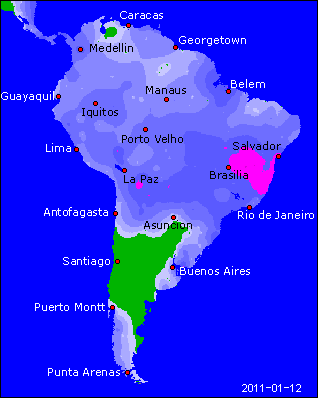 Caracas
Medellin
Georgetown
Guayaquil
Iquitos
Manaus
Belem
Porto Velho
Lima
Salvador
La Paz
Brasilia
Antofagasta
Asuncion
Rio de Janeiro
Santiago
Buenos Aires
Puerto Montt
Punta Arenas
2011-01-12